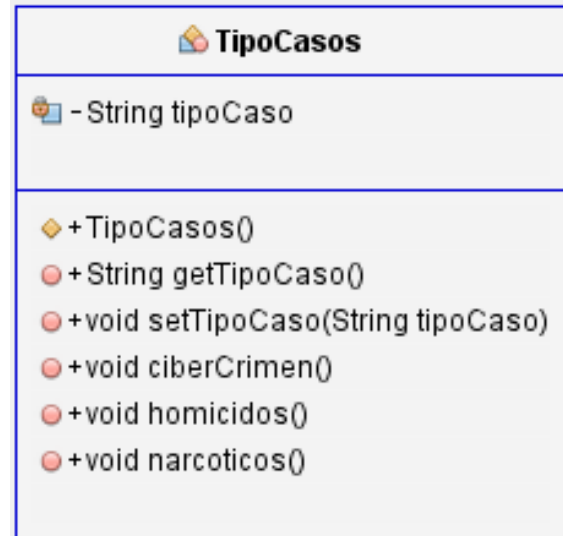 TipoCasos
- String tipoCaso
+TipoCasos()
+String getTipoCaso()
+void setTipoCaso(String tipoCaso)
+void ciberCrimen()
+void homicidos()
+void narcoticos()